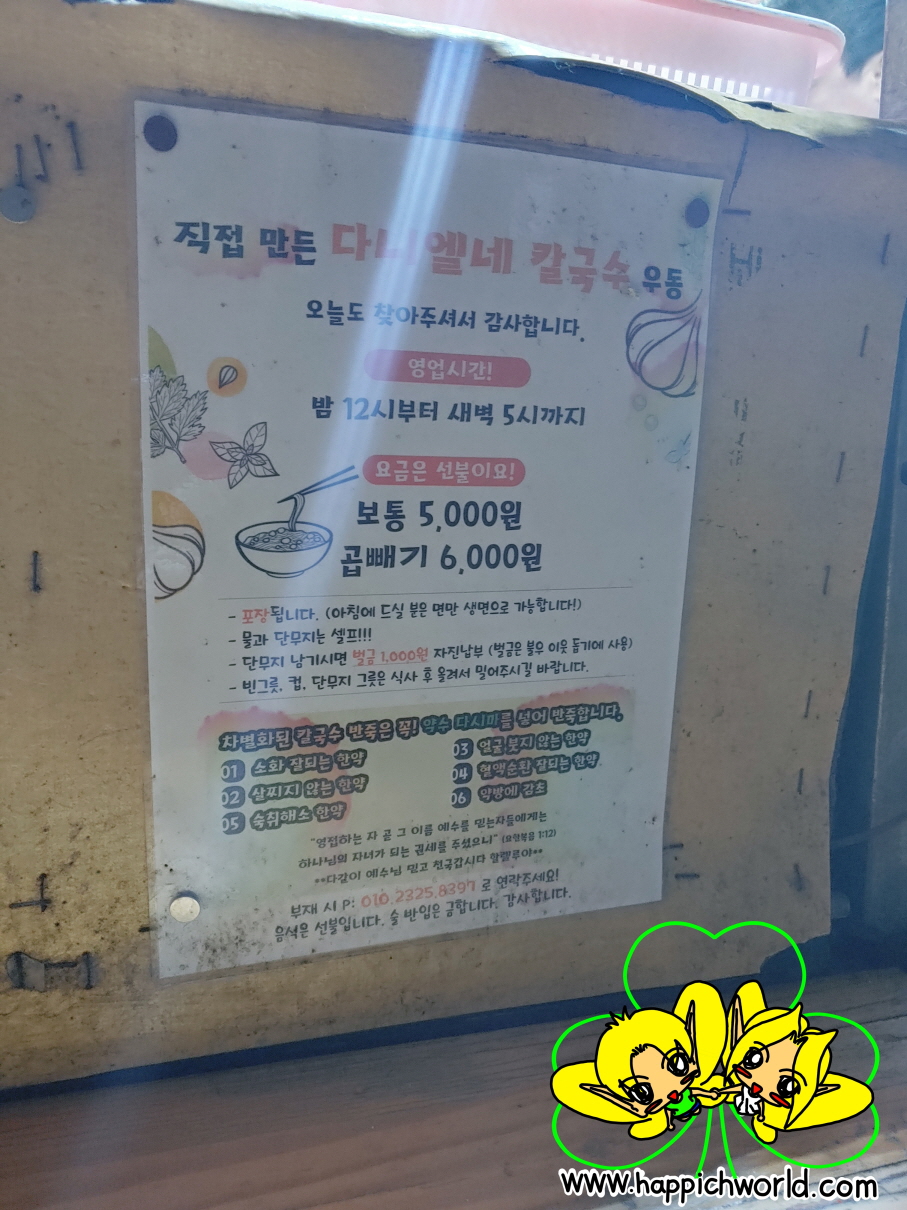 직접 만든 다니엘네 칼국수 우동
오늘도 찾아주셔서 감사합니다.
영업시간!
밤 12시부터 새벽 5시까지
요금은 선불이요!
보통 5,000원
곱빼기 6,000원
- 포장됩니다. (아침에 드실 분은 면만 생면으로 가능합니다!)
- 물과 단무지는 셀프!!!
- 단무지 남기시면 벌금 1,000원 자진납부 (벌금은 불우 이웃 돕기에 사용)
- 빈그릇, 컵, 단무지 그릇은 식사 후 올려서 밀어주시길 바랍니다.
차별화된 칼국수 반죽은 꼭! 약수 다시마를 넣어 반죽합니다.
01 소화 잘되는 한약
03 얼굴 붓지 않는 한약
02 살찌지 않는 한약
04 혈액순환 잘되는 한약
05 숙취해소 한약
06 약방에 감초
"영접하는 자 곧 그 이름 예수를 믿는자들에게는
하나님의 자녀가 되는 권세를 주셨으니" (요한복음 1:12)
**다같이 예수님 믿고 천국갑시다 할렐루야**
부재 시 P: 010.2325.8397 로 연락주세요!
음식은 선불입니다. 술 반입은 금합니다. 감사합니다.
www.happichworld.com